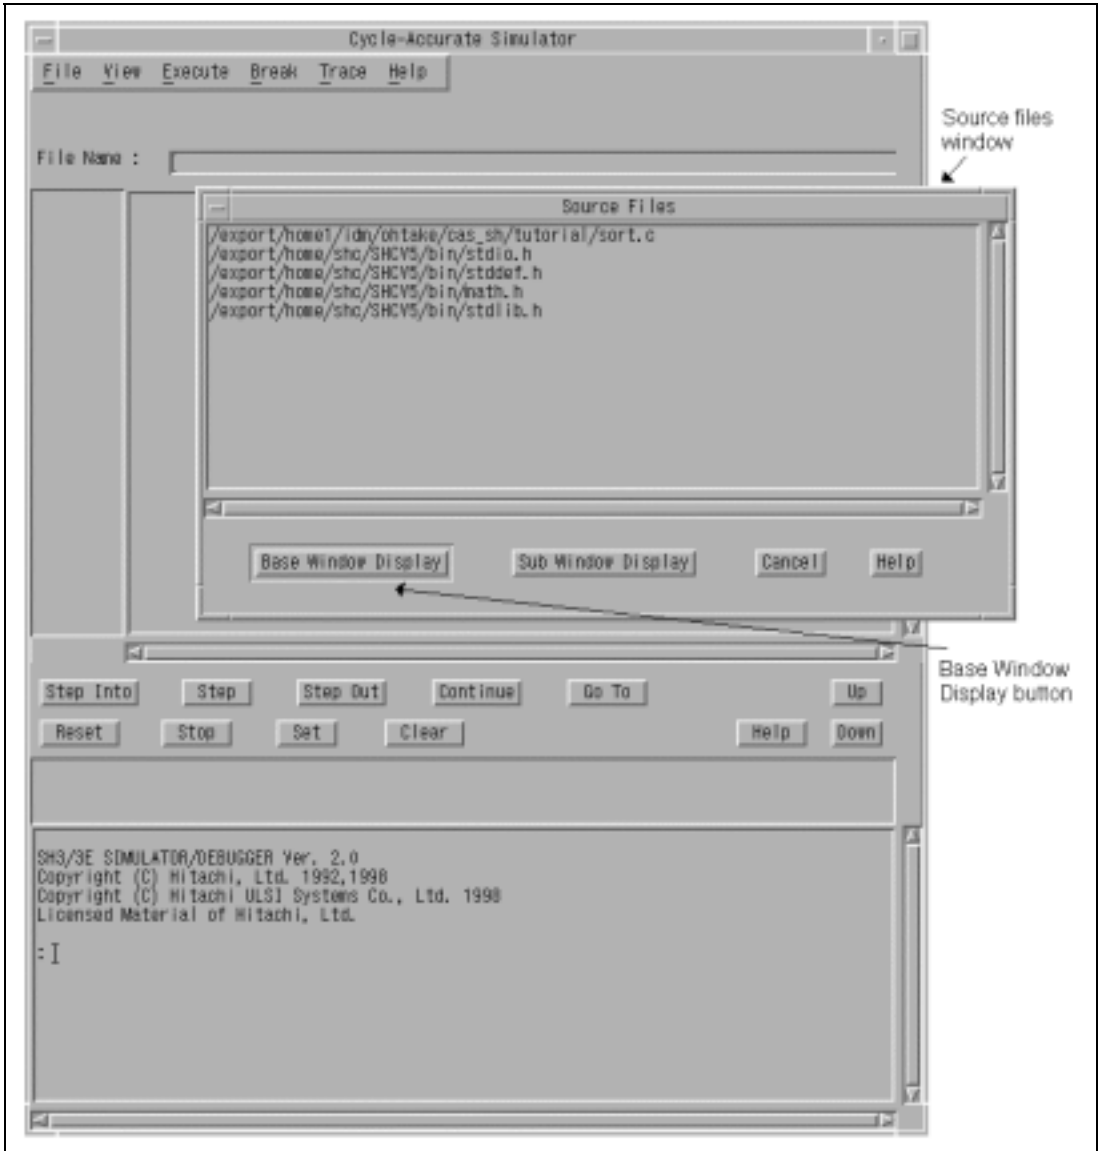 Cycle-Accurate Simulator
File View Execute Break Trace Help
Source files
window
File Name :
Source Files
/export/home1/idm/ohtake/cas_sh/tutorial/sort.c
/export/home/shc/SHCV5/bin/stdio.h
/export/home/shc/SHCV5/bin/stddef.h
/export/home/shc/SHCV5/bin/math.h
/export/home/shc/SHCV5/bin/stdlib.h
Base Window Display Sub Window Display Cancel Help
Base Window
Display button
Step Into Step Step Out Continue Go To Up
Reset Stop Set Clear Help Down
SH3/3E SIMULATOR/DEBUGGER Ver. 2.0
Copyright (C) Hitachi, Ltd. 1992,1998
Copyright (C) Hitachi ULSI Systems Co., Ltd. 1998
Licensed Material of Hitachi, Ltd.
: